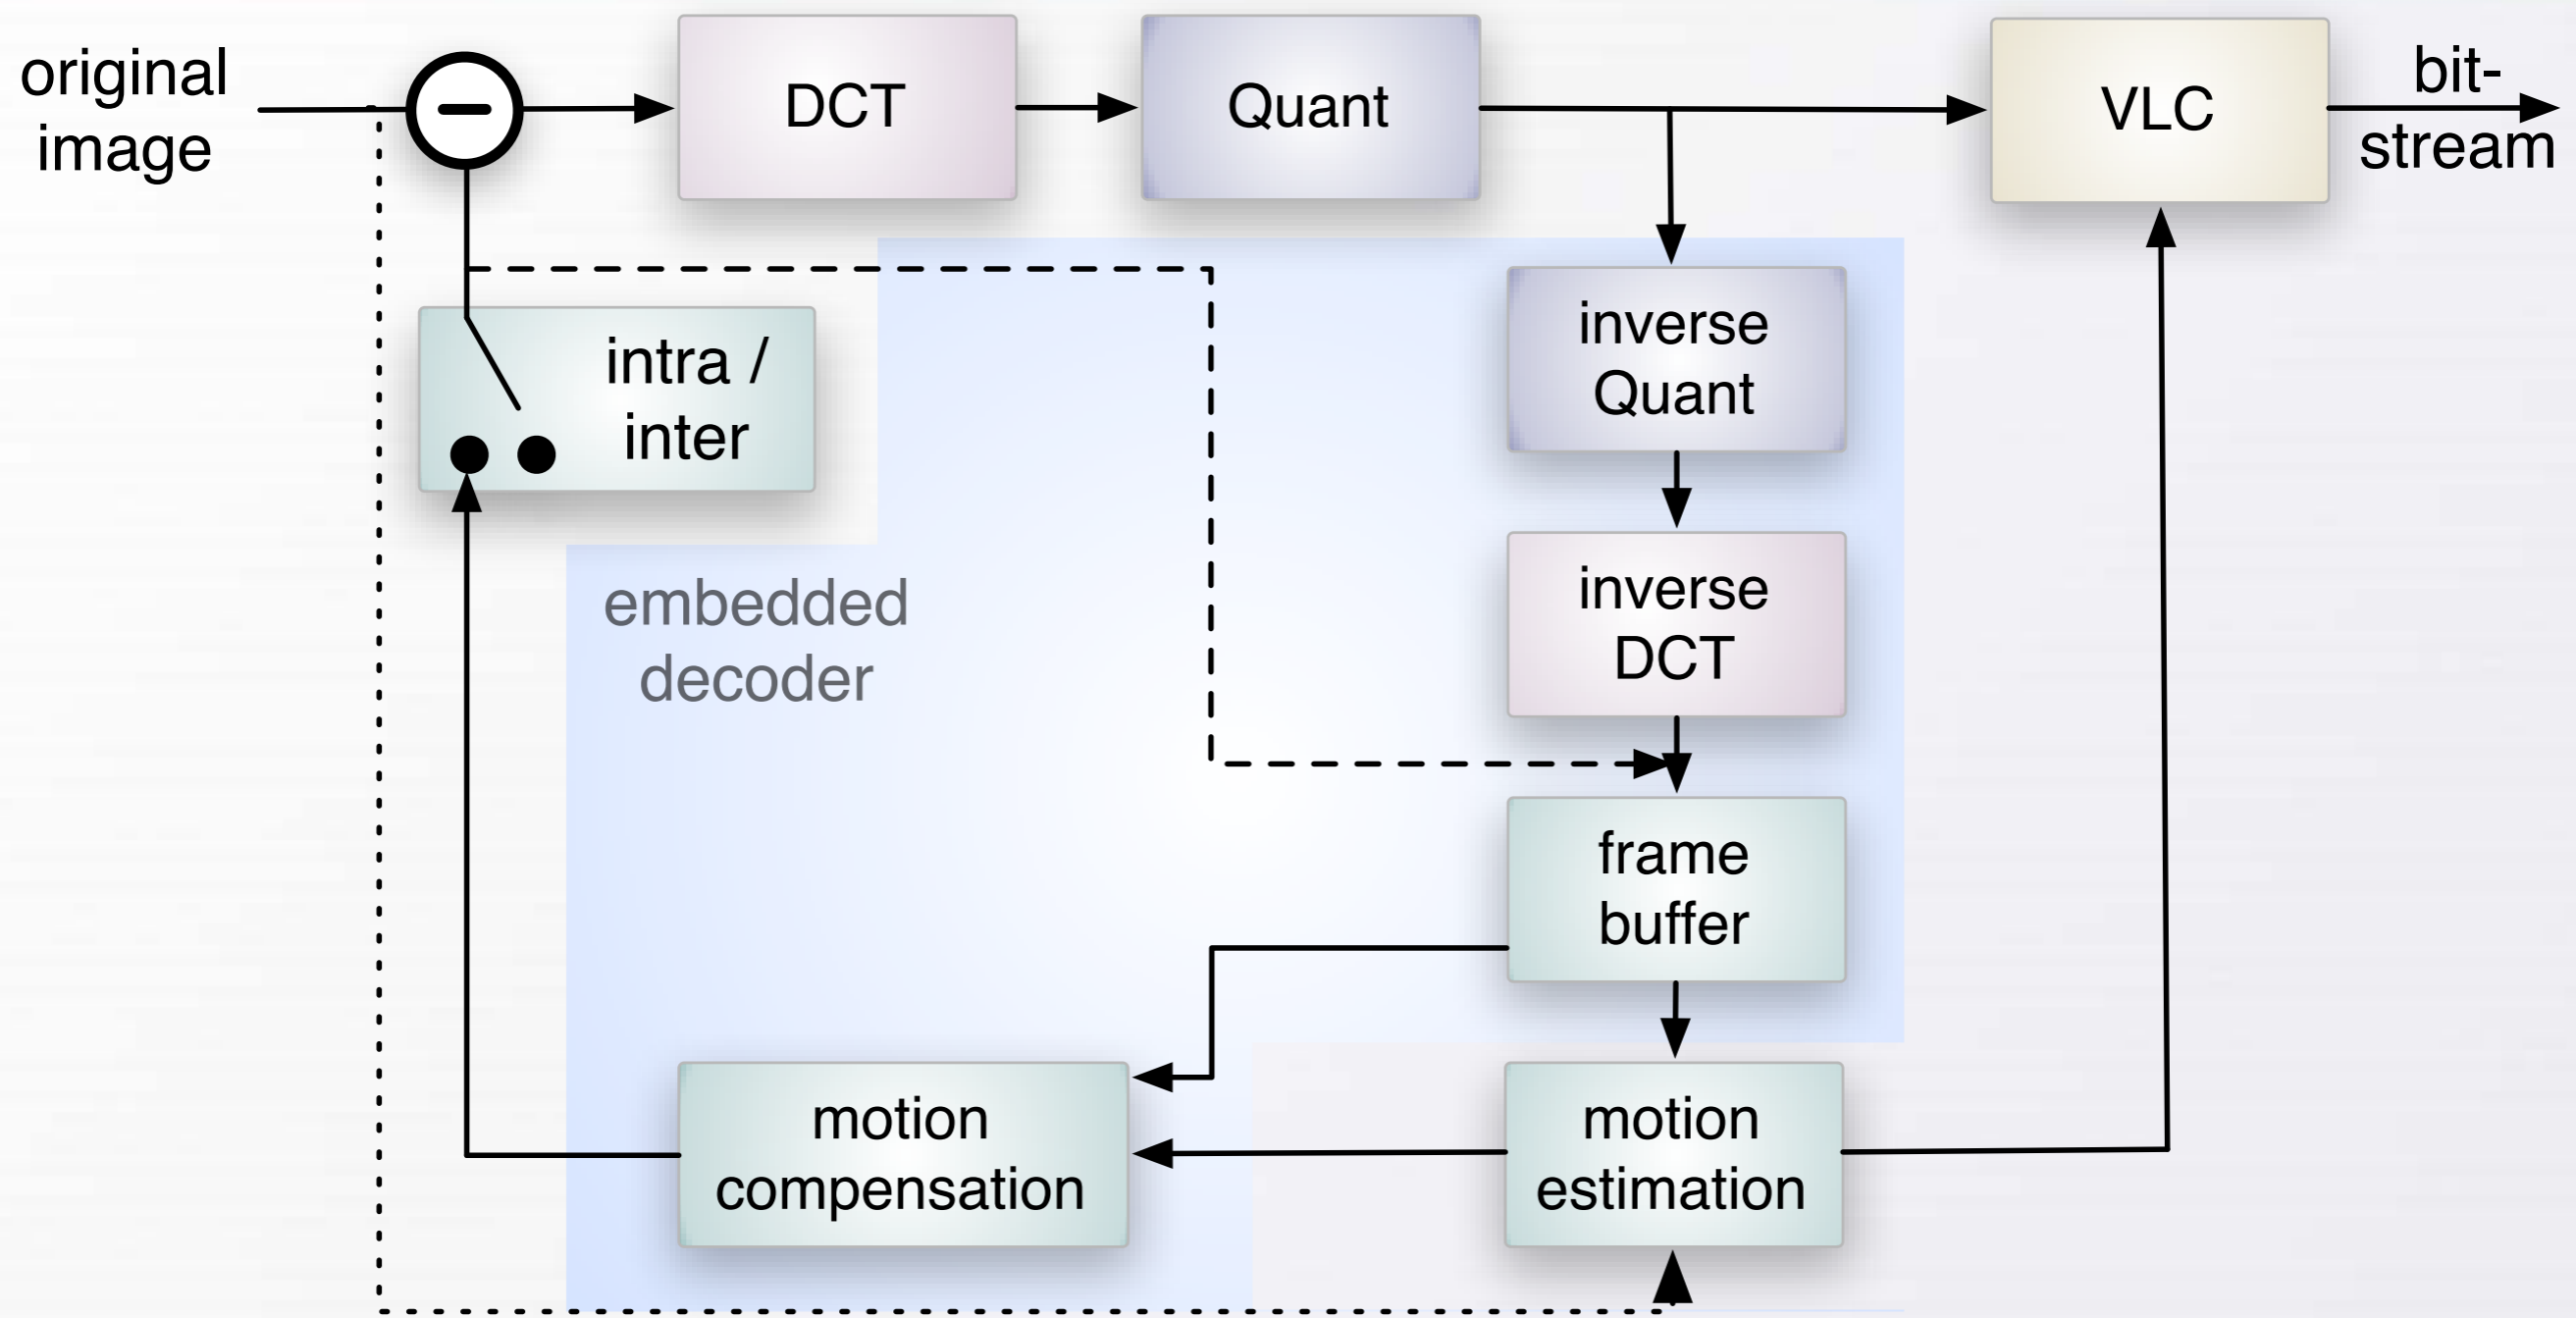 original
image
DCT
Quant
VLC
bit-
stream
intra /
inter
inverse
Quant
embedded
decoder
inverse
DCT
frame
buffer
motion
compensation
motion
estimation